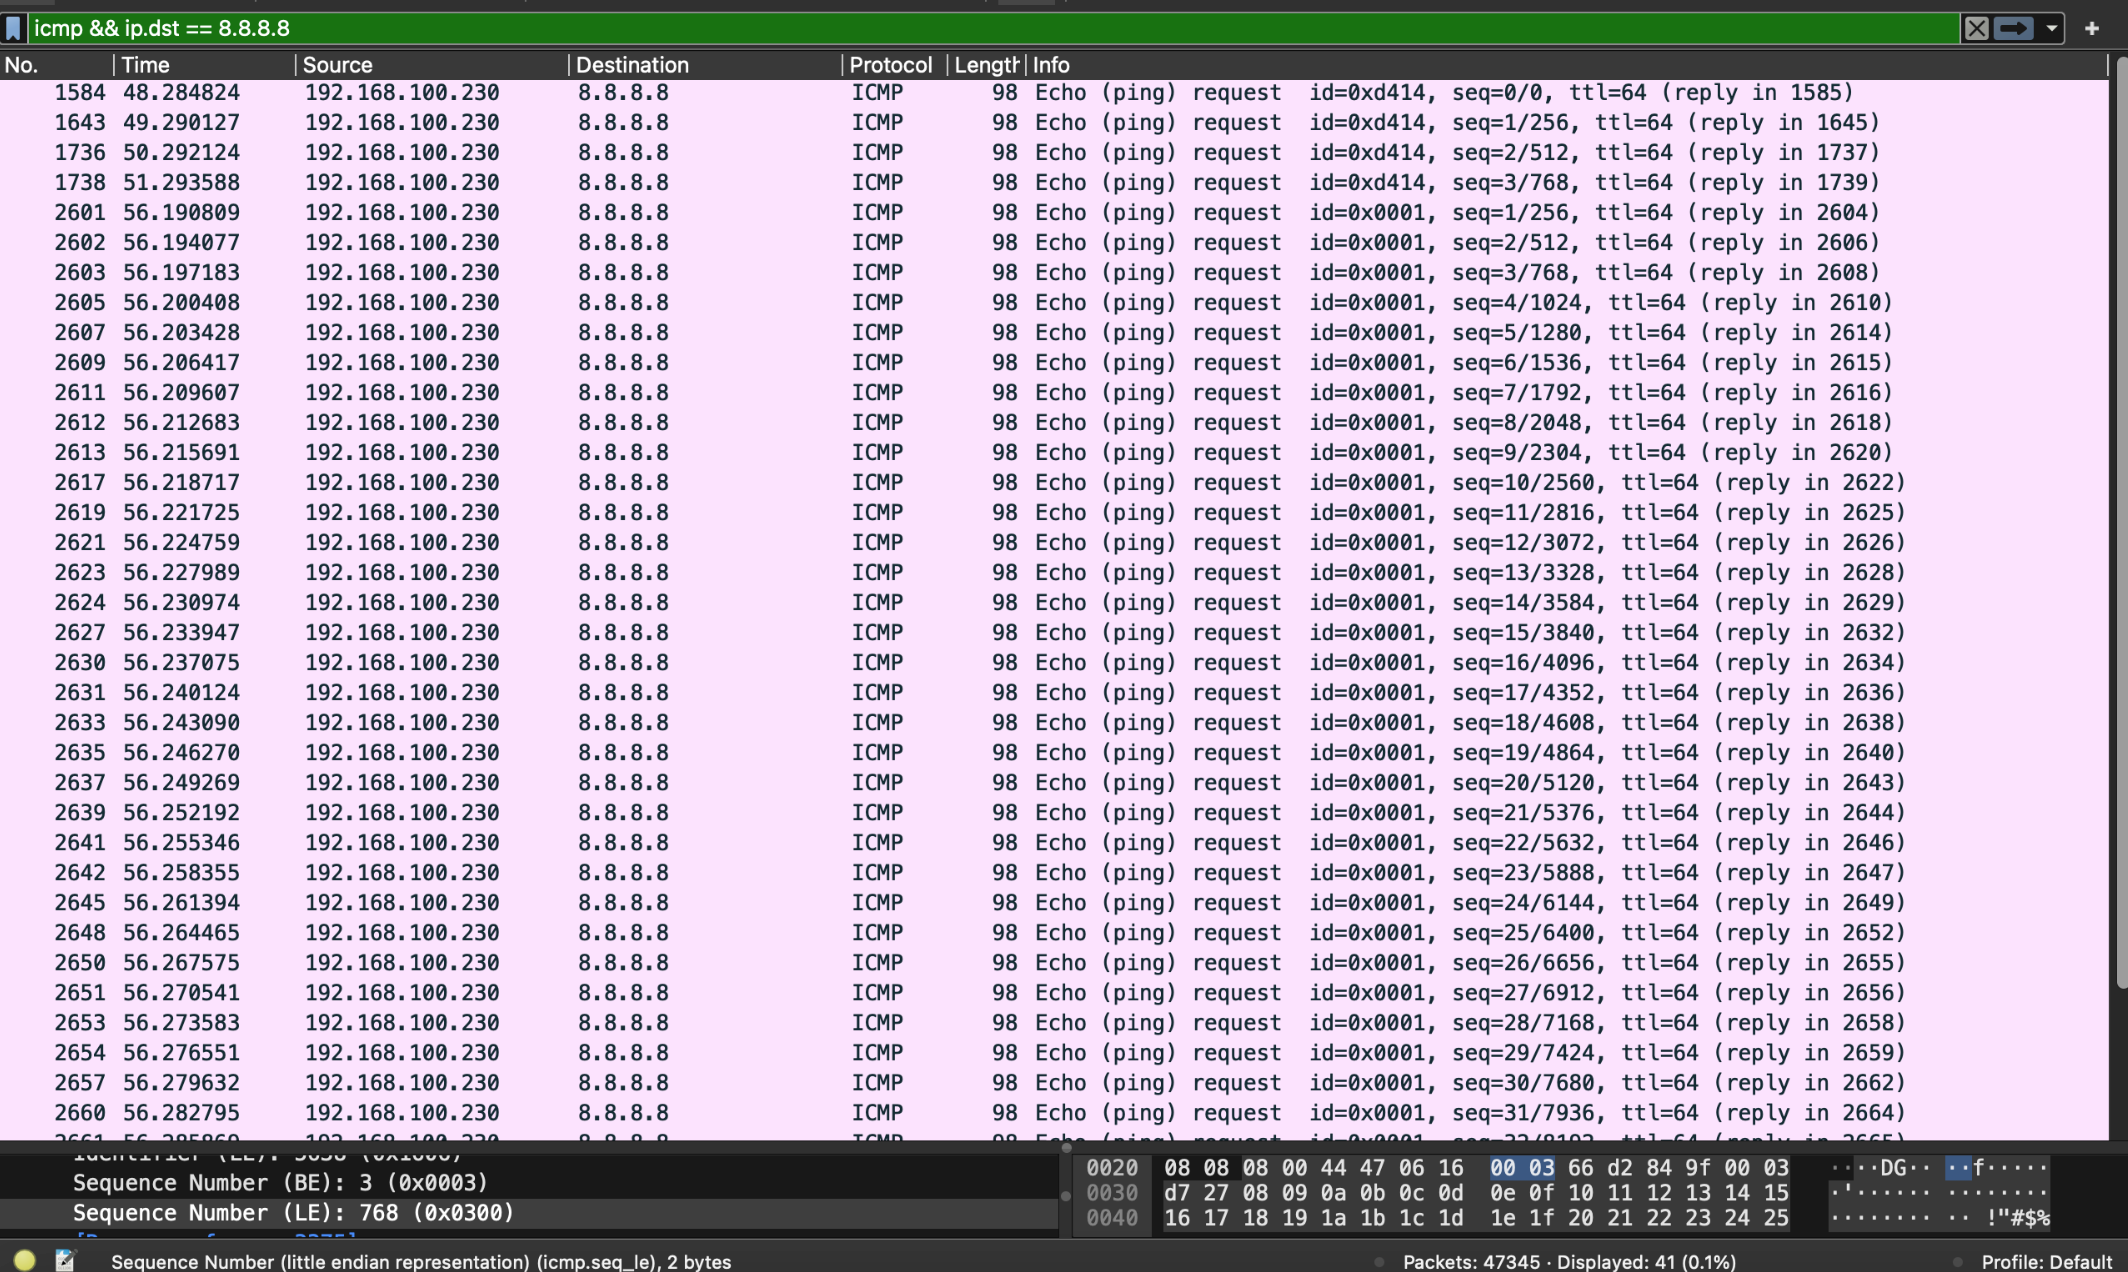 icmp && ip.dst == 8.8.8.8
No. Time Source Destination Protocol Length Info
1584 48.284824 192.168.100.230 8.8.8.8 ICMP 98 Echo (ping) request id=0xd414, seq=0/0, ttl=64 (reply in 1585)
1643 49.290127 192.168.100.230 8.8.8.8 ICMP 98 Echo (ping) request id=0xd414, seq=1/256, ttl=64 (reply in 1645)
1736 50.292124 192.168.100.230 8.8.8.8 ICMP 98 Echo (ping) request id=0xd414, seq=2/512, ttl=64 (reply in 1737)
1738 51.293588 192.168.100.230 8.8.8.8 ICMP 98 Echo (ping) request id=0xd414, seq=3/768, ttl=64 (reply in 1739)
2601 56.190809 192.168.100.230 8.8.8.8 ICMP 98 Echo (ping) request id=0x0001, seq=1/256, ttl=64 (reply in 2604)
2602 56.194077 192.168.100.230 8.8.8.8 ICMP 98 Echo (ping) request id=0x0001, seq=2/512, ttl=64 (reply in 2606)
2603 56.197183 192.168.100.230 8.8.8.8 ICMP 98 Echo (ping) request id=0x0001, seq=3/768, ttl=64 (reply in 2608)
2605 56.200408 192.168.100.230 8.8.8.8 ICMP 98 Echo (ping) request id=0x0001, seq=4/1024, ttl=64 (reply in 2610)
2607 56.203428 192.168.100.230 8.8.8.8 ICMP 98 Echo (ping) request id=0x0001, seq=5/1280, ttl=64 (reply in 2614)
2609 56.206417 192.168.100.230 8.8.8.8 ICMP 98 Echo (ping) request id=0x0001, seq=6/1536, ttl=64 (reply in 2615)
2611 56.209607 192.168.100.230 8.8.8.8 ICMP 98 Echo (ping) request id=0x0001, seq=7/1792, ttl=64 (reply in 2616)
2612 56.212683 192.168.100.230 8.8.8.8 ICMP 98 Echo (ping) request id=0x0001, seq=8/2048, ttl=64 (reply in 2618)
2613 56.215691 192.168.100.230 8.8.8.8 ICMP 98 Echo (ping) request id=0x0001, seq=9/2304, ttl=64 (reply in 2620)
2617 56.218717 192.168.100.230 8.8.8.8 ICMP 98 Echo (ping) request id=0x0001, seq=10/2560, ttl=64 (reply in 2622)
2619 56.221725 192.168.100.230 8.8.8.8 ICMP 98 Echo (ping) request id=0x0001, seq=11/2816, ttl=64 (reply in 2625)
2621 56.224759 192.168.100.230 8.8.8.8 ICMP 98 Echo (ping) request id=0x0001, seq=12/3072, ttl=64 (reply in 2626)
2623 56.227989 192.168.100.230 8.8.8.8 ICMP 98 Echo (ping) request id=0x0001, seq=13/3328, ttl=64 (reply in 2628)
2624 56.230974 192.168.100.230 8.8.8.8 ICMP 98 Echo (ping) request id=0x0001, seq=14/3584, ttl=64 (reply in 2629)
2627 56.233947 192.168.100.230 8.8.8.8 ICMP 98 Echo (ping) request id=0x0001, seq=15/3840, ttl=64 (reply in 2632)
2630 56.237075 192.168.100.230 8.8.8.8 ICMP 98 Echo (ping) request id=0x0001, seq=16/4096, ttl=64 (reply in 2634)
2631 56.240124 192.168.100.230 8.8.8.8 ICMP 98 Echo (ping) request id=0x0001, seq=17/4352, ttl=64 (reply in 2636)
2633 56.243090 192.168.100.230 8.8.8.8 ICMP 98 Echo (ping) request id=0x0001, seq=18/4608, ttl=64 (reply in 2638)
2635 56.246270 192.168.100.230 8.8.8.8 ICMP 98 Echo (ping) request id=0x0001, seq=19/4864, ttl=64 (reply in 2640)
2637 56.249269 192.168.100.230 8.8.8.8 ICMP 98 Echo (ping) request id=0x0001, seq=20/5120, ttl=64 (reply in 2643)
2639 56.252192 192.168.100.230 8.8.8.8 ICMP 98 Echo (ping) request id=0x0001, seq=21/5376, ttl=64 (reply in 2644)
2641 56.255346 192.168.100.230 8.8.8.8 ICMP 98 Echo (ping) request id=0x0001, seq=22/5632, ttl=64 (reply in 2646)
2642 56.258355 192.168.100.230 8.8.8.8 ICMP 98 Echo (ping) request id=0x0001, seq=23/5888, ttl=64 (reply in 2647)
2645 56.261394 192.168.100.230 8.8.8.8 ICMP 98 Echo (ping) request id=0x0001, seq=24/6144, ttl=64 (reply in 2649)
2648 56.264465 192.168.100.230 8.8.8.8 ICMP 98 Echo (ping) request id=0x0001, seq=25/6400, ttl=64 (reply in 2652)
2650 56.267575 192.168.100.230 8.8.8.8 ICMP 98 Echo (ping) request id=0x0001, seq=26/6656, ttl=64 (reply in 2655)
2651 56.270541 192.168.100.230 8.8.8.8 ICMP 98 Echo (ping) request id=0x0001, seq=27/6912, ttl=64 (reply in 2656)
2653 56.273583 192.168.100.230 8.8.8.8 ICMP 98 Echo (ping) request id=0x0001, seq=28/7168, ttl=64 (reply in 2658)
2654 56.276551 192.168.100.230 8.8.8.8 ICMP 98 Echo (ping) request id=0x0001, seq=29/7424, ttl=64 (reply in 2659)
2657 56.279632 192.168.100.230 8.8.8.8 ICMP 98 Echo (ping) request id=0x0001, seq=30/7680, ttl=64 (reply in 2662)
2660 56.282795 192.168.100.230 8.8.8.8 ICMP 98 Echo (ping) request id=0x0001, seq=31/7936, ttl=64 (reply in 2664)
Sequence Number (BE): 3 (0x0003)
Sequence Number (LE): 768 (0x0300)
0020 08 08 08 00 44 47 06 16 00 03 66 d2 84 9f 00 03 ····DG·· ··f·····
0030 d7 27 08 09 0a 0b 0c 0d 0e 0f 10 11 12 13 14 15 ·'······ ········
0040 16 17 18 19 1a 1b 1c 1d 1e 1f 20 21 22 23 24 25 ········ ·· !"#$%
Sequence Number (little endian representation) (icmp.seq_le), 2 bytes
Packets: 47345 · Displayed: 41 (0.1%)
Profile: Default